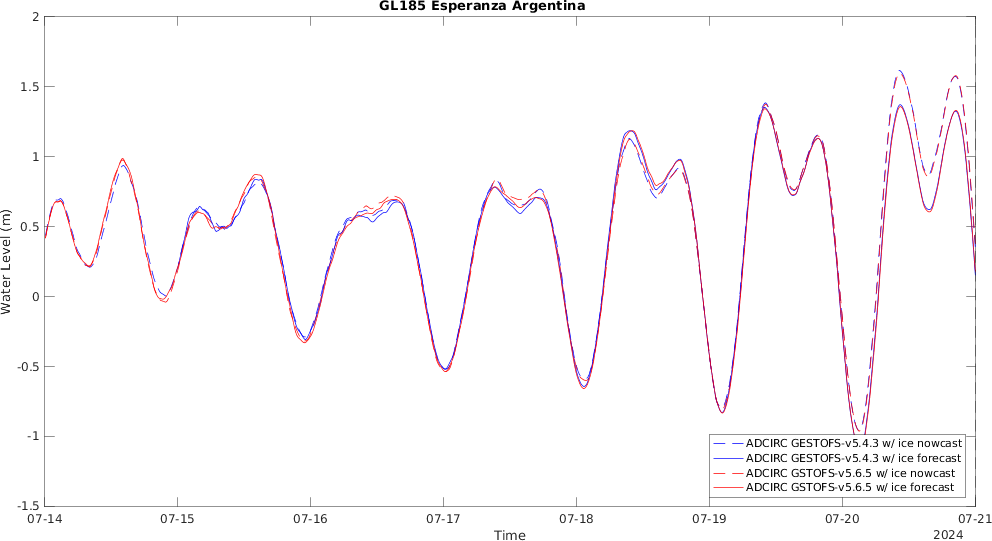 GL185 Esperanza Argentina
2
1.5
1
0.5
0
-0.5
-1
-1.5
Water Level (m)
ADCIRC GESTOFS-v5.4.3 w/ ice nowcast
ADCIRC GESTOFS-v5.4.3 w/ ice forecast
ADCIRC GSTOFS-v5.6.5 w/ ice nowcast
ADCIRC GSTOFS-v5.6.5 w/ ice forecast
07-14 07-15 07-16 07-17 07-18 07-19 07-20 07-21
Time
2024